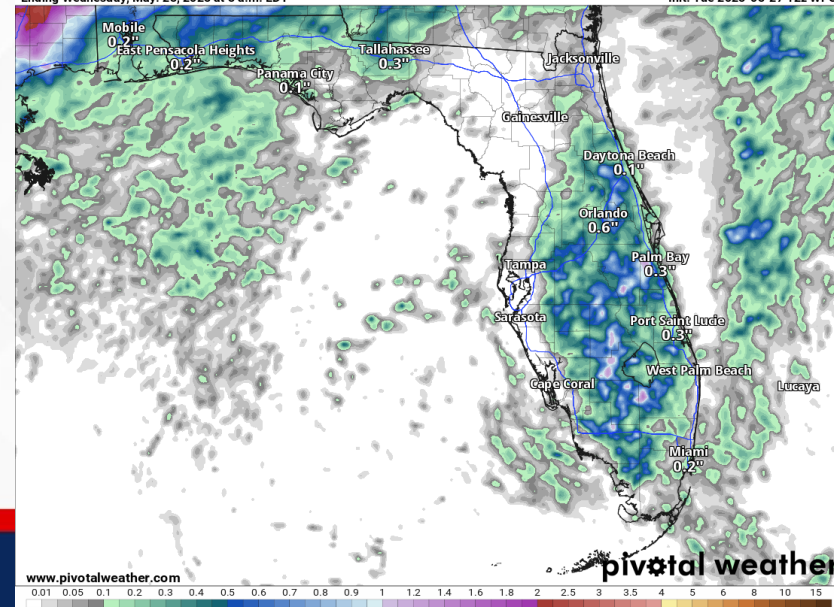 Mobile
0.2"
East Pensacola Heights
0.2"
Tallahassee
0.3"
Jacksonville
Panama City
0.1"
Gainesville
Daytona Beach
0.1"
Orlando
0.6"
Tampa
Palm Bay
0.3"
Sarasota
Port Saint Lucie
0.3"
West Palm Beach
Cape Coral
Lucaya
Miami
0.2"
www.pivotalweather.com
pivotal weather
0.01 0.05 0.1 0.2 0.3 0.4 0.5 0.6 0.7 0.8 0.9 1 1.2 1.4 1.6 1.8 2 2.5 3 3.5 4 5 6 8 10 15